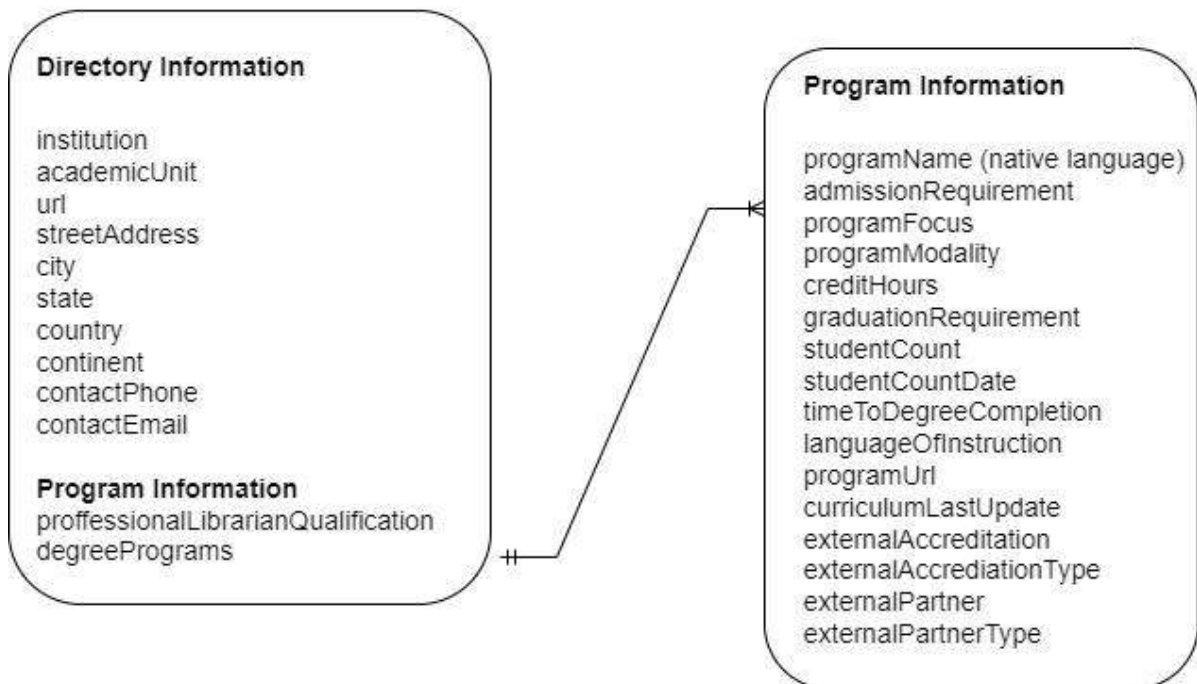 Directory Information
institution
academicUnit
url
streetAddress
city
state
country
continent
contactPhone
contactEmail
Program Information
proffessionalLibrarianQualification
degreePrograms
Program Information
programName (native language)
admissionRequirement
programFocus
programModality
creditHours
graduationRequirement
studentCount
studentCountDate
timeToDegreeCompletion
languageOfInstruction
programUrl
curriculumLastUpdate
externalAccreditation
externalAccrediationType
externalPartner
externalPartnerType